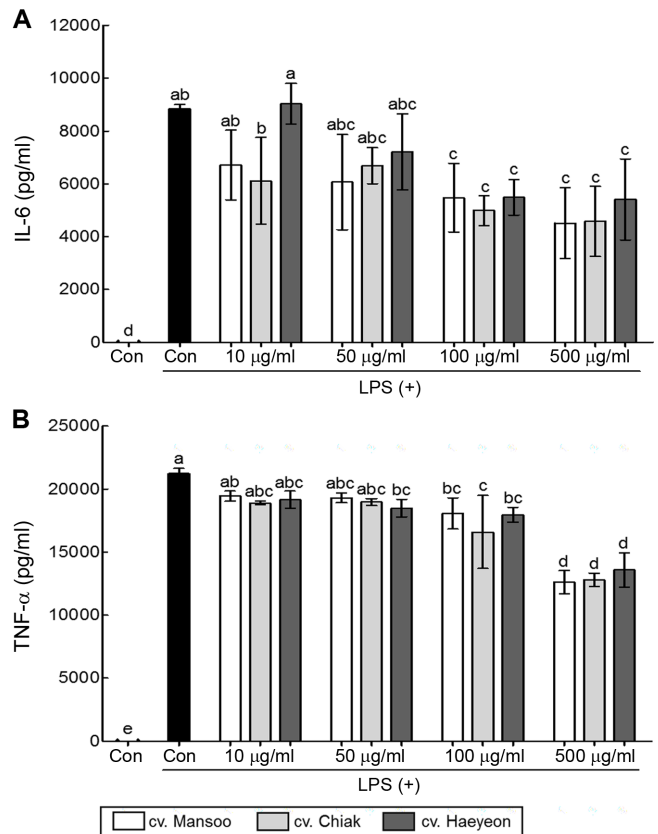 A
12000
10000
8000
6000
4000
2000
0
IL-6 (pg/ml)
d
ab
ab
b
a
abc
abc
abc
c
c
c
c
c
c
Con
Con
10 μg/ml
50 μg/ml
100 μg/ml
500 μg/ml
LPS (+)
B
25000
20000
15000
10000
5000
0
TNF-α (pg/ml)
e
a
ab
abc
abc
abc
abc
bc
bc
c
bc
d
d
d
Con
Con
10 μg/ml
50 μg/ml
100 μg/ml
500 μg/ml
LPS (+)
cv. Mansoo
cv. Chiak
cv. Haeyeon